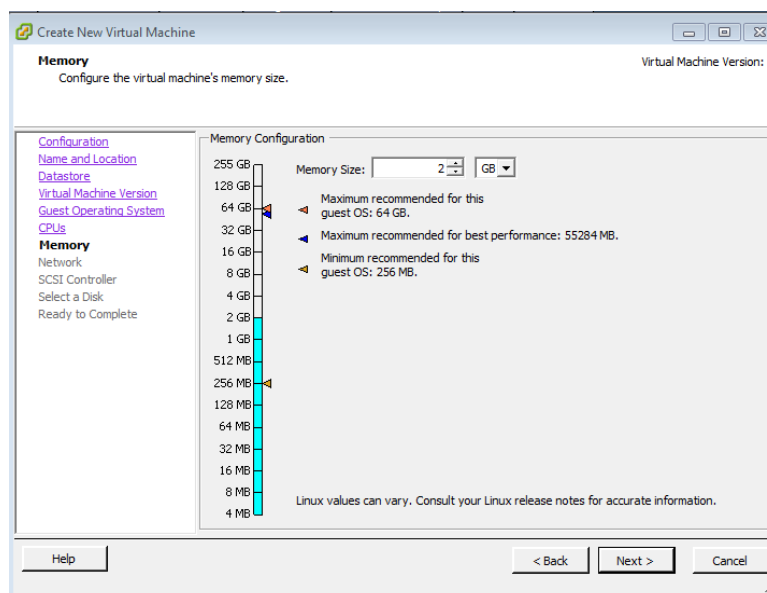 Create New Virtual Machine
Memory
Configure the virtual machine's memory size.
Virtual Machine Version:
Configuration
Name and Location
Datastore
Virtual Machine Version
Guest Operating System
CPUs
Memory
Network
SCSI Controller
Select a Disk
Ready to Complete
Memory Configuration
255 GB
128 GB
64 GB
32 GB
16 GB
8 GB
4 GB
2 GB
1 GB
512 MB
256 MB
128 MB
64 MB
32 MB
16 MB
8 MB
4 MB
Memory Size: 2 GB
Maximum recommended for this
guest OS: 64 GB.
Maximum recommended for best performance: 55284 MB.
Minimum recommended for this
guest OS: 256 MB.
Linux values can vary. Consult your Linux release notes for accurate information.
Help
< Back
Next >
Cancel